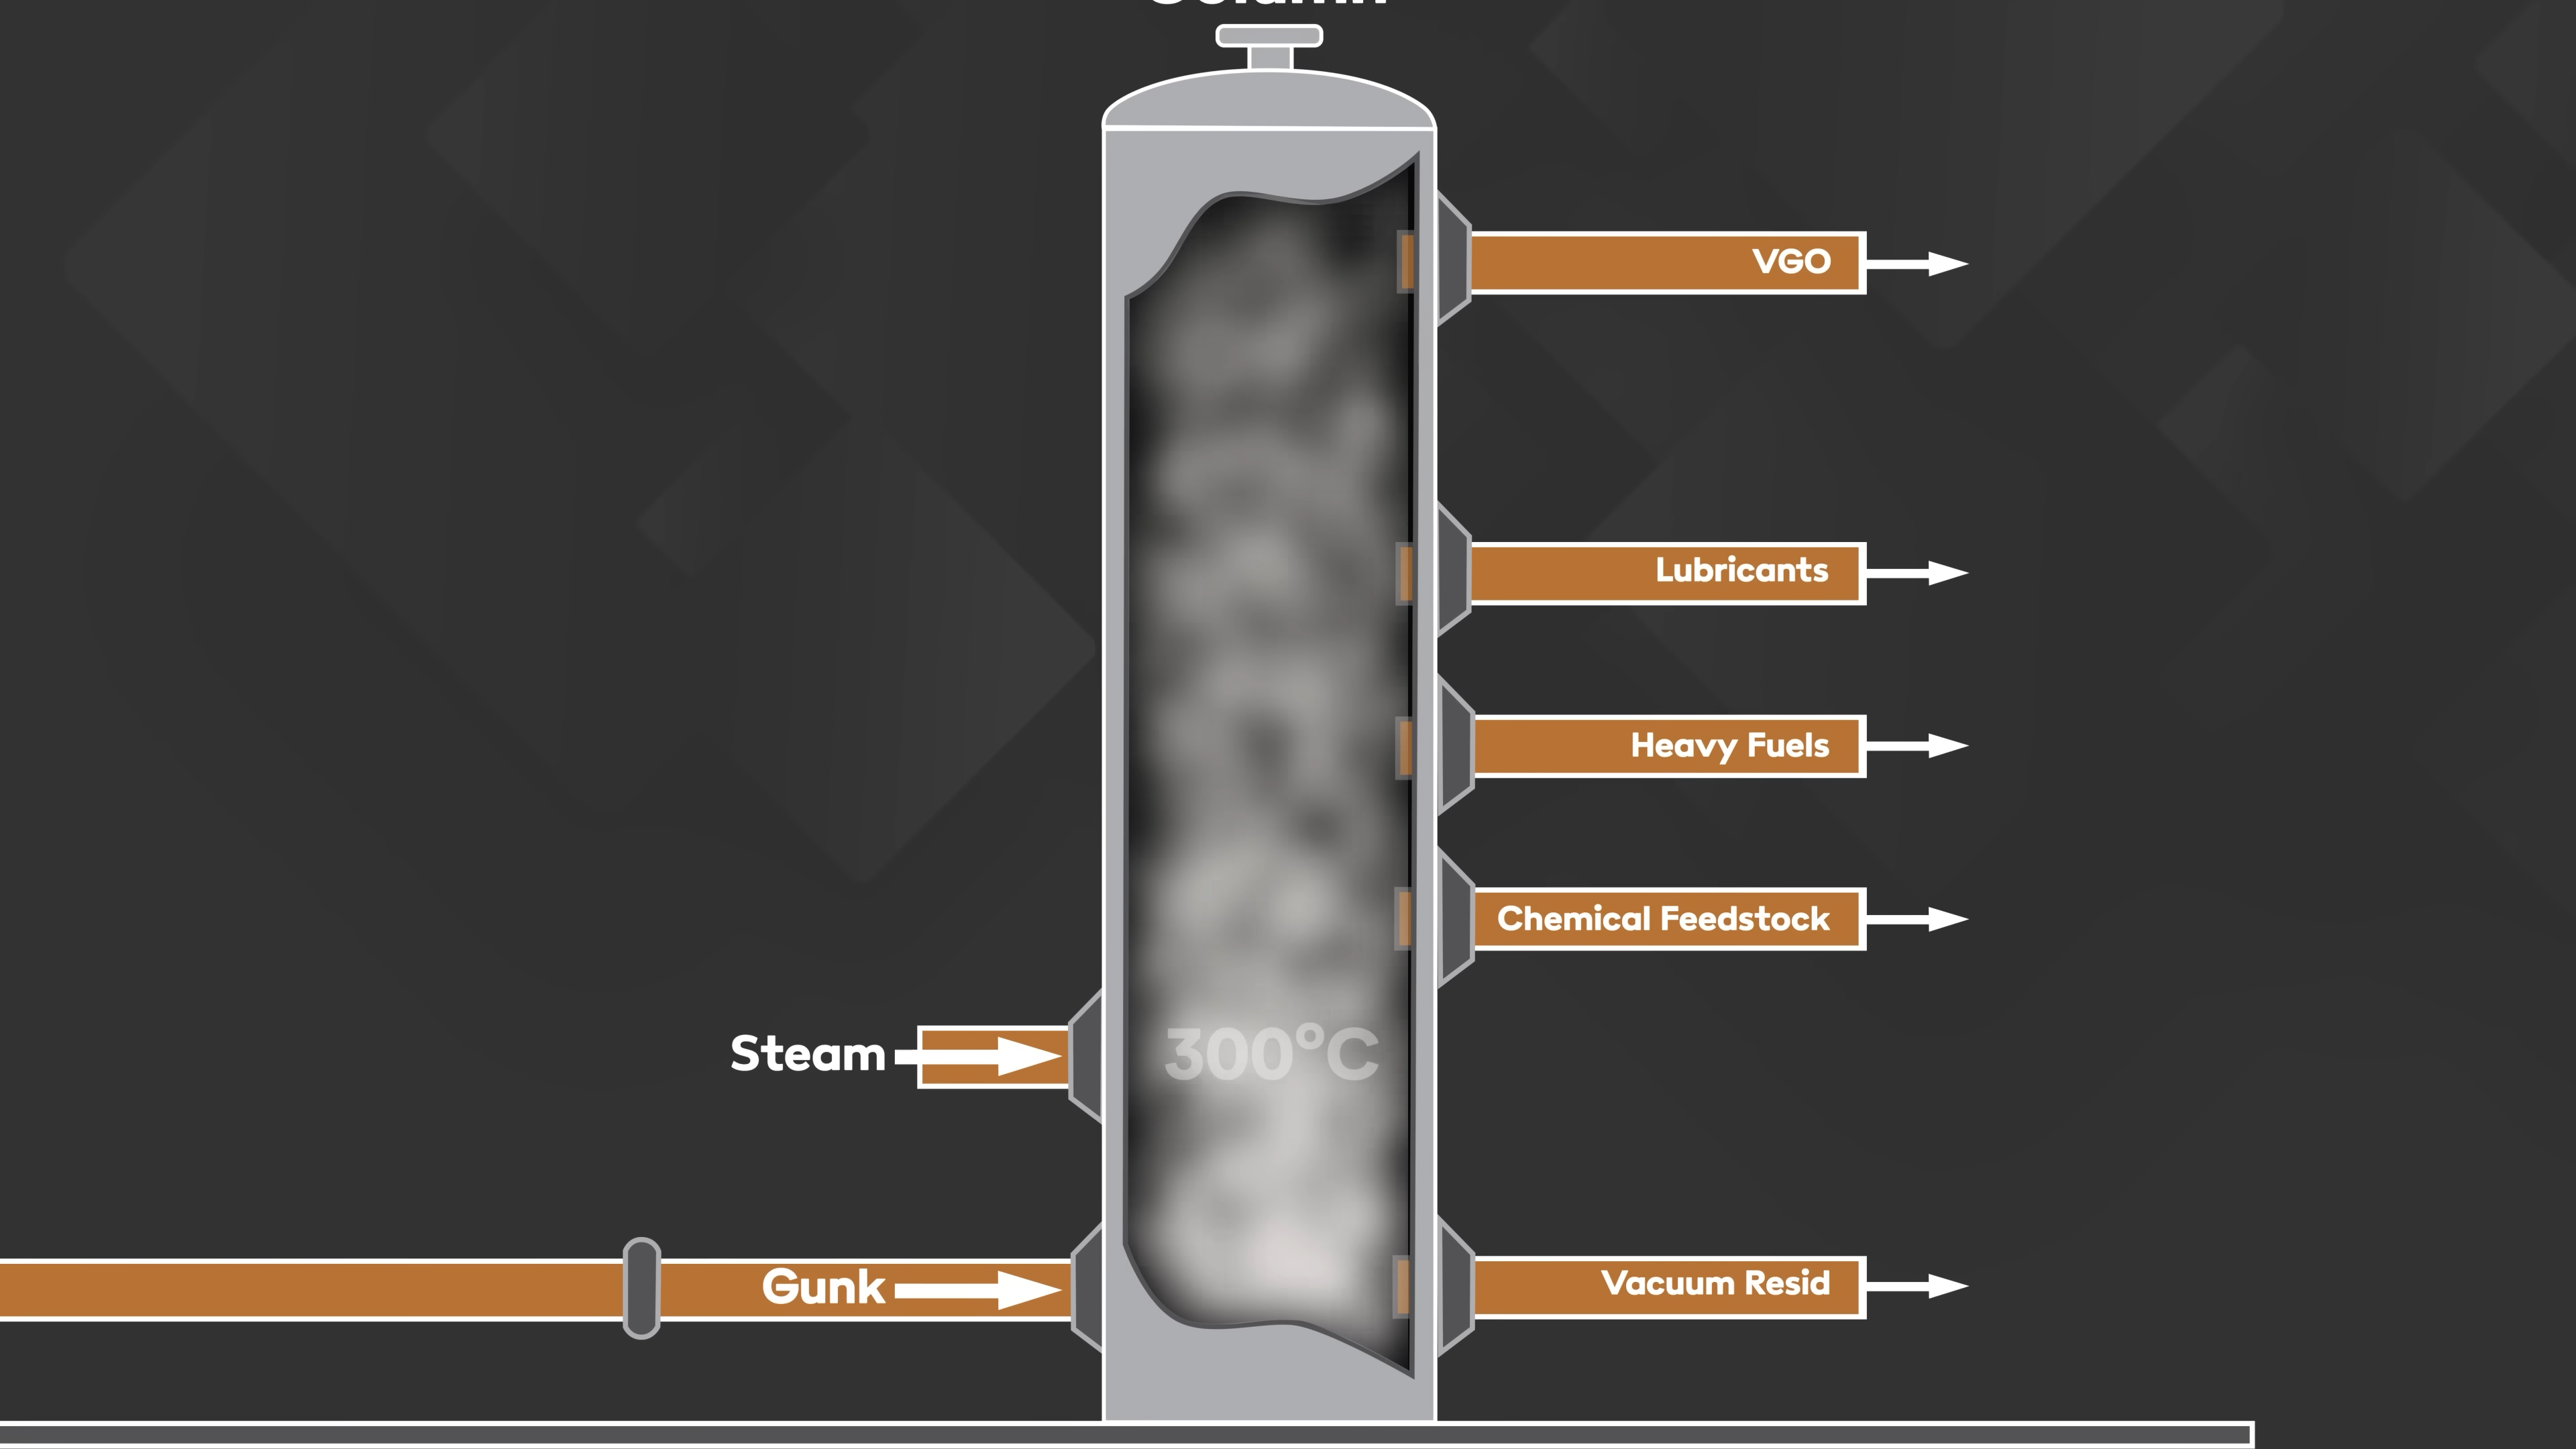 VGO
Lubricants
Heavy Fuels
Chemical Feedstock
Steam
300°C
Gunk
Vacuum Resid